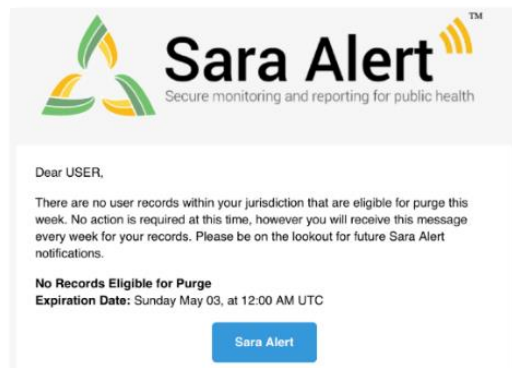 Sara Alert™
Secure monitoring and reporting for public health
Dear USER,
There are no user records within your jurisdiction that are eligible for purge this
week. No action is required at this time, however you will receive this message
every week for your records. Please be on the lookout for future Sara Alert
notifications.
No Records Eligible for Purge
Expiration Date: Sunday May 03, at 12:00 AM UTC
Sara Alert